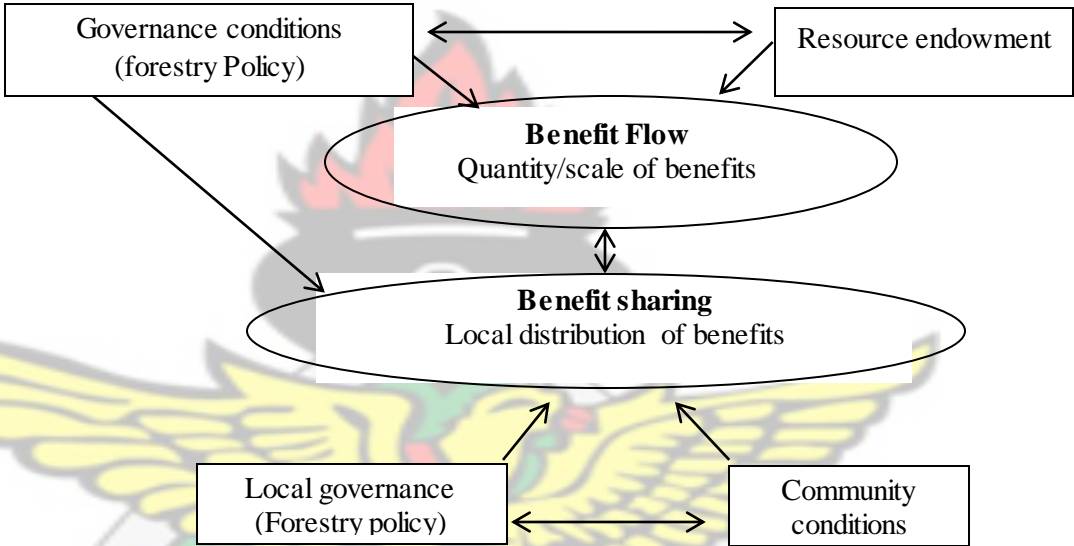 Governance conditions
(forestry Policy)
Resource endowment
Benefit Flow
Quantity/scale of benefits
Benefit sharing
Local distribution of benefits
Local governance
(Forestry policy)
Community
conditions